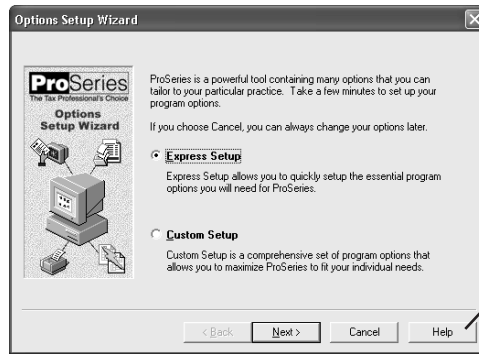 Options Setup Wizard
ProSeries
The Tax Professional's Choice
Options
Setup Wizard
ProSeries is a powerful tool containing many options that you can
tailor to your particular practice. Take a few minutes to set up your
program options.
If you choose Cancel, you can always change your options later.
Express Setup
Express Setup allows you to quickly setup the essential program
options you will need for ProSeries.
Custom Setup
Custom Setup is a comprehensive set of program options that
allows you to maximize ProSeries to fit your individual needs.
< Back Next > Cancel Help